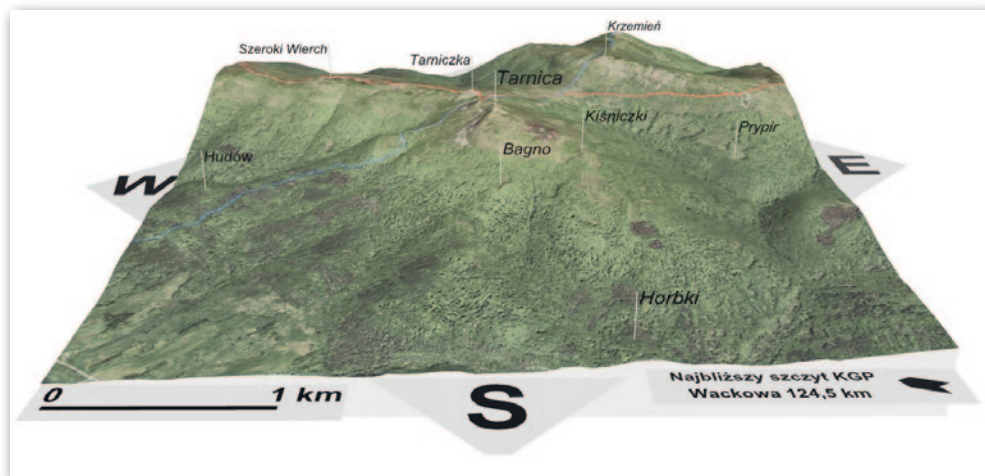 Krzemień
Szeroki Wierch
Tarniczka
Tarnica
Kiśniczki
Prypir
Bagno
Hudów
W
E
Horbki
0
1 km
S
Najbliższy szczyt KGP
Wackowa 124,5 km